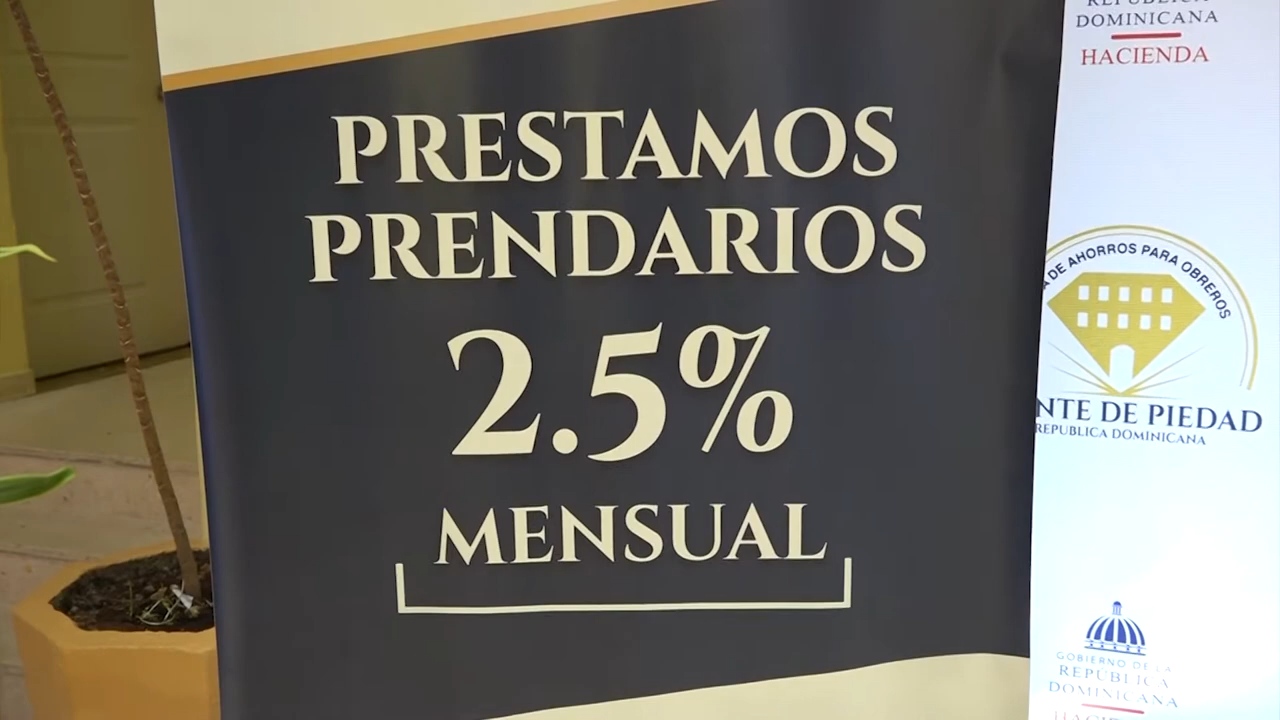 PRESTAMOS
PRENDARIOS
2.5%
MENSUAL
REPÚBLICA
DOMINICANA
HACIENDA
DE AHORROS PARA OBREROS
DE PIEDAD
REPUBLICA DOMINICANA
GOBIERNO DE LA
REPÚBLICA
DOMINICANA